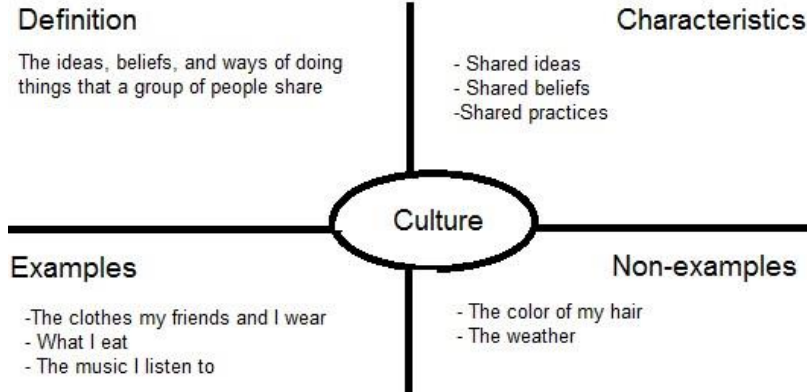 Definition
The ideas, beliefs, and ways of doing
things that a group of people share
Characteristics
- Shared ideas
- Shared beliefs
-Shared practices
Culture
Examples
-The clothes my friends and I wear
- What I eat
- The music I listen to
Non-examples
- The color of my hair
- The weather